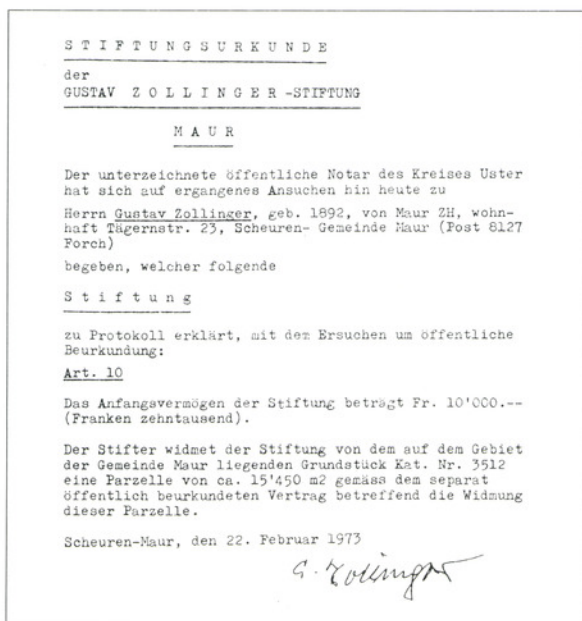 S T I F T U N G S U R K U N D E
der
GUSTAV Z O L L I N G E R -STIFTUNG
M A U R
Der unterzeichnete öffentliche Notar des Kreises Uster
hat sich auf ergangenes Ansuchen hin heute zu
Herrn Gustav Zollinger, geb. 1892, von Maur ZH, wohn-
haft Tägernstr. 23, Scheuren- Gemeinde Maur (Post 8127
Forch)
begeben, welcher folgende
S t i f t u n g
zu Protokoll erklärt, mit dem Ersuchen um öffentliche
Beurkundung:
Art. 10
Das Anfangsvermögen der Stiftung beträgt Fr. 10'000.--
(Franken zehntausend).
Der Stifter widmet der Stiftung von dem auf dem Gebiet
der Gemeinde Maur liegenden Grundstück Kat. Nr. 3512
eine Parzelle von ca. 15'450 m2 gemäss dem separat
öffentlich beurkundeten Vertrag betreffend die Widmung
dieser Parzelle.
Scheuren-Maur, den 22. Februar 1973
G. Zollinger